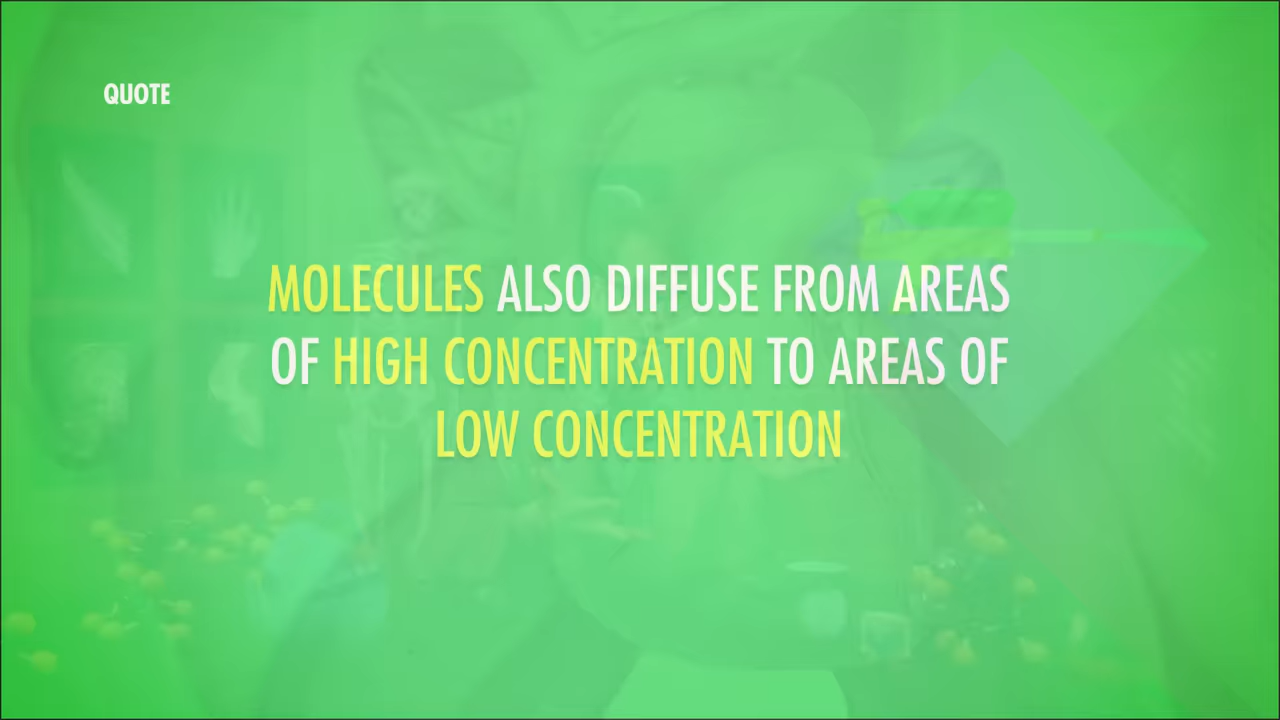 QUOTE
MOLECULES ALSO DIFFUSE FROM AREAS
OF HIGH CONCENTRATION TO AREAS OF
LOW CONCENTRATION